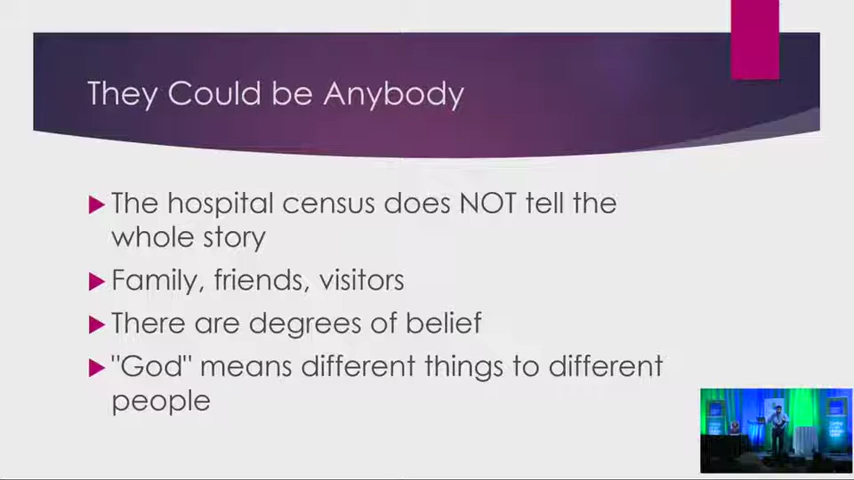 They Could be Anybody
The hospital census does NOT tell the
whole story
Family, friends, visitors
There are degrees of belief
"God" means different things to different
people